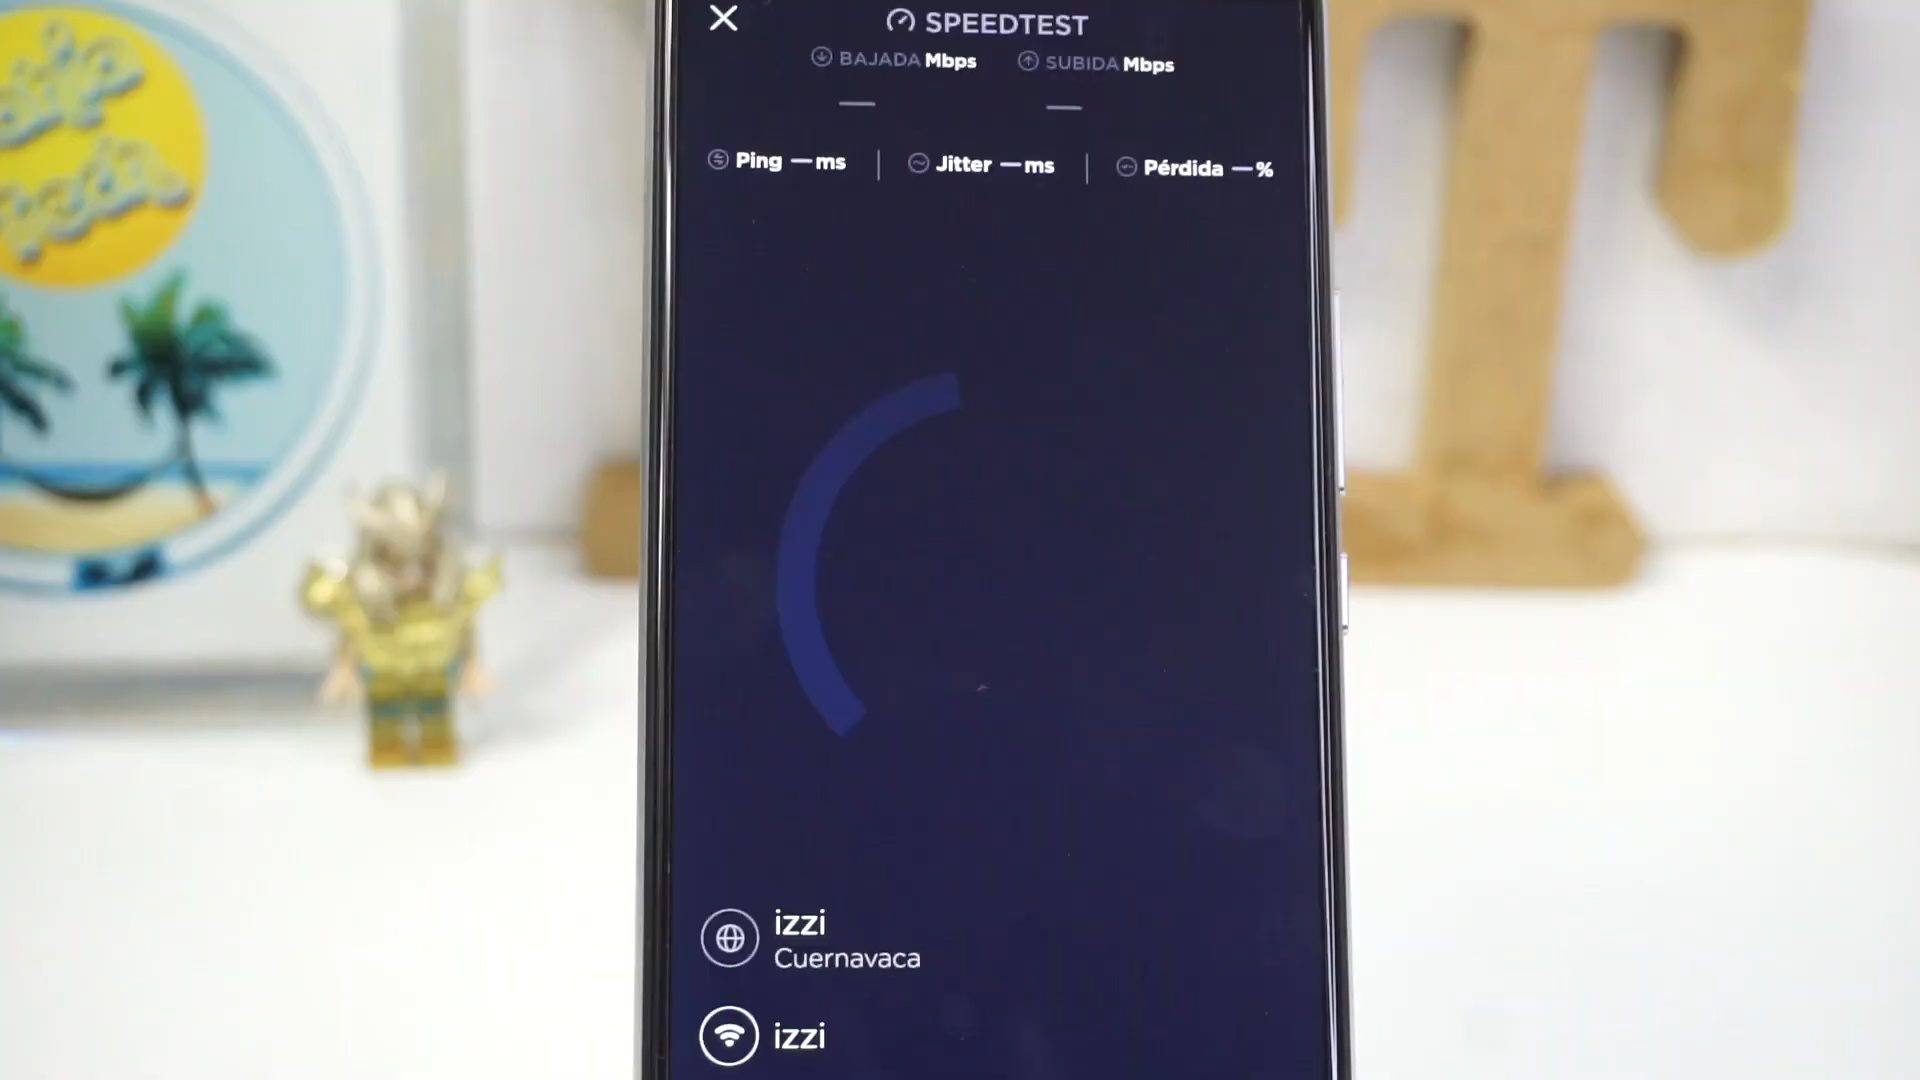 SPEEDTEST
BAJADA Mbps SUBIDA Mbps
— —
Ping — ms Jitter — ms Pérdida — %
izzi
Cuernavaca
izzi